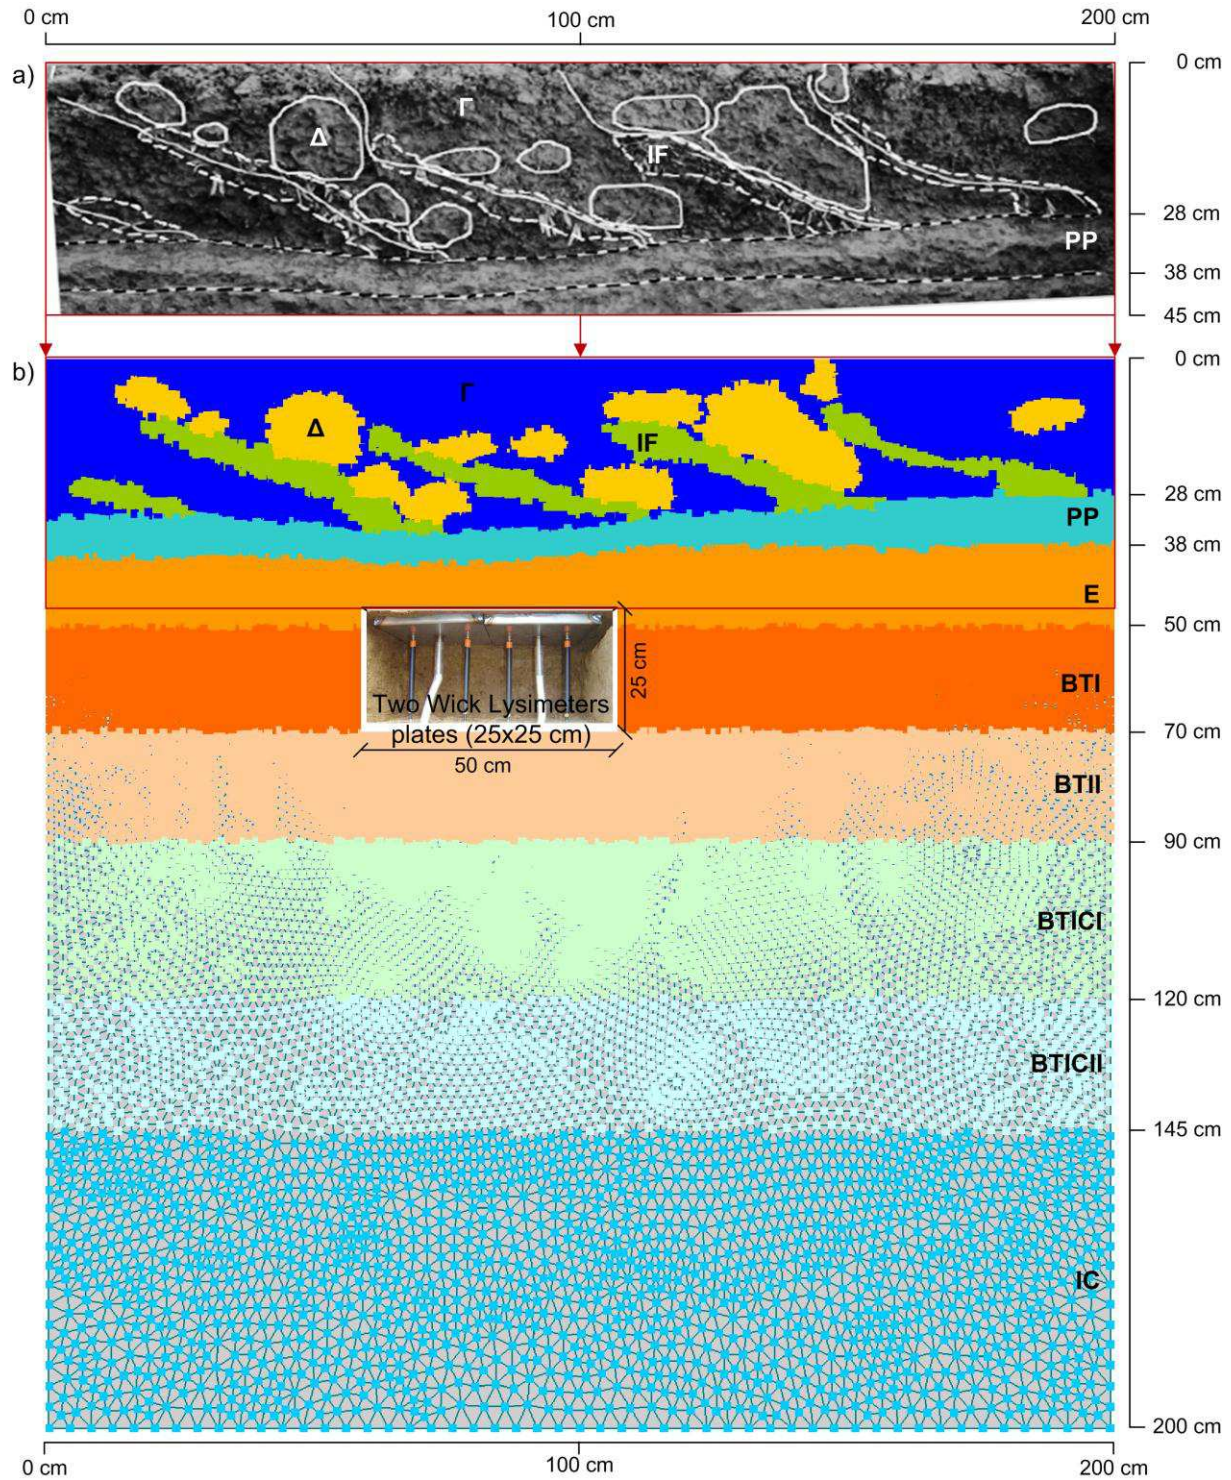 0 cm 100 cm 200 cm
a)
0 cm
Γ
Δ
IF
28 cm
PP
38 cm
45 cm
b)
0 cm
Γ
Δ
IF
28 cm
PP
38 cm
E
50 cm
25 cm
BTI
Two Wick Lysimeters
plates (25x25 cm)
70 cm
50 cm
BTII
90 cm
BTICI
120 cm
BTICII
145 cm
IC
200 cm
0 cm 100 cm 200 cm